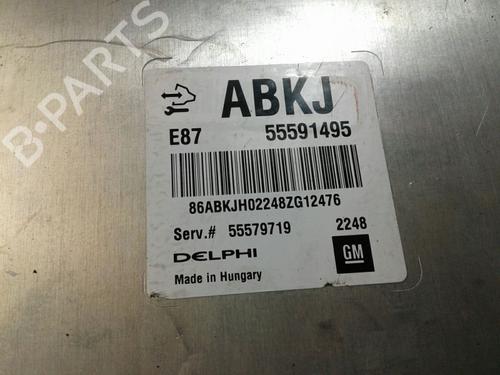 B-PARTS
ABKJ
E87 55591495
86ABKJH02248ZG12476
Serv.# 55579719 2248
DELPHI GM
Made in Hungary